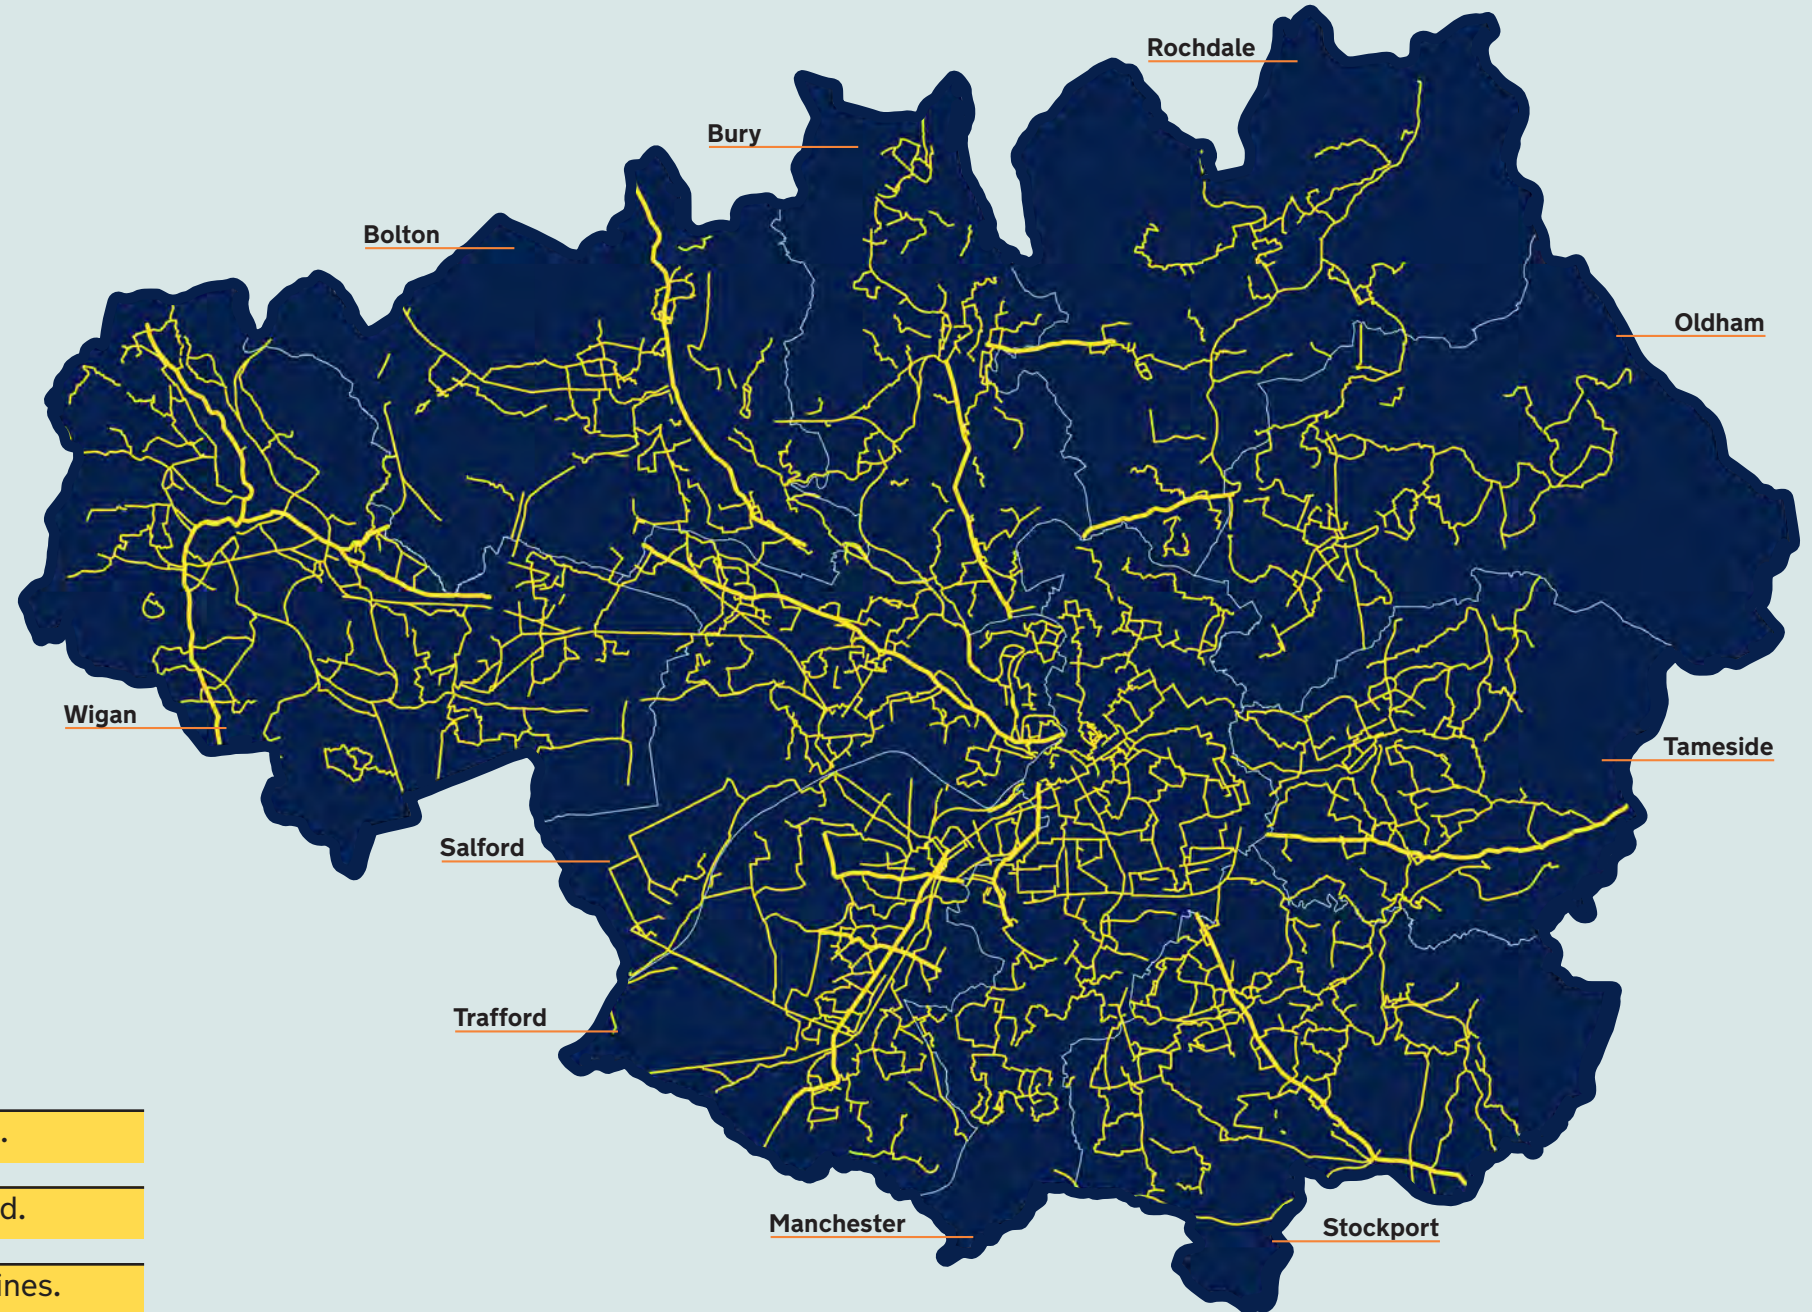 Rochdale
Bury
Bolton
Oldham
Wigan
Tameside
Salford
Trafford
.
d.
ines.
Manchester
Stockport